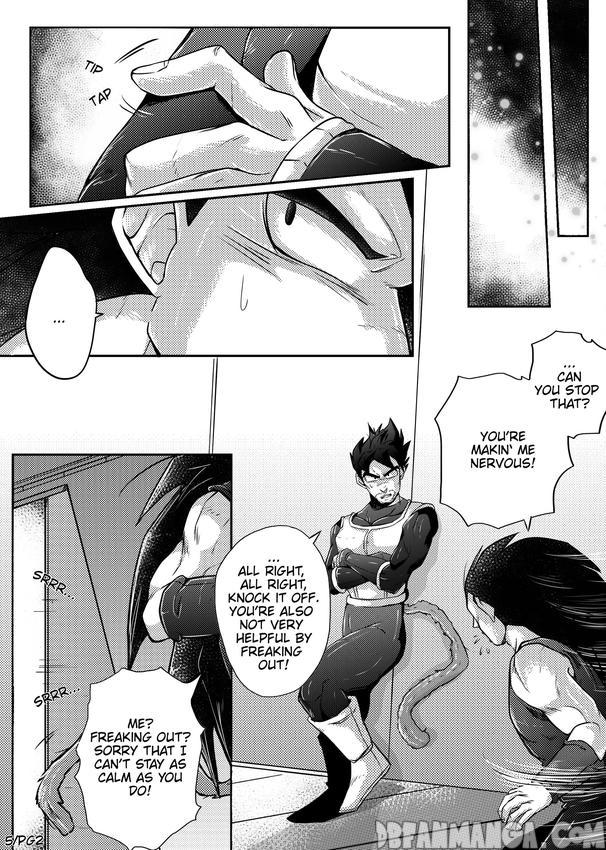 TIP
TAP
...
...
CAN
YOU STOP
THAT?
YOU'RE
MAKIN' ME
NERVOUS!
...
ALL RIGHT,
ALL RIGHT,
KNOCK IT OFF.
YOU'RE ALSO
NOT VERY
HELPFUL BY
FREAKING
OUT!
SRRR...
SRRR...
ME?
FREAKING OUT?
SORRY THAT I
CAN'T STAY AS
CALM AS YOU
DO!
5/PG2
DBFANMANGA.COM